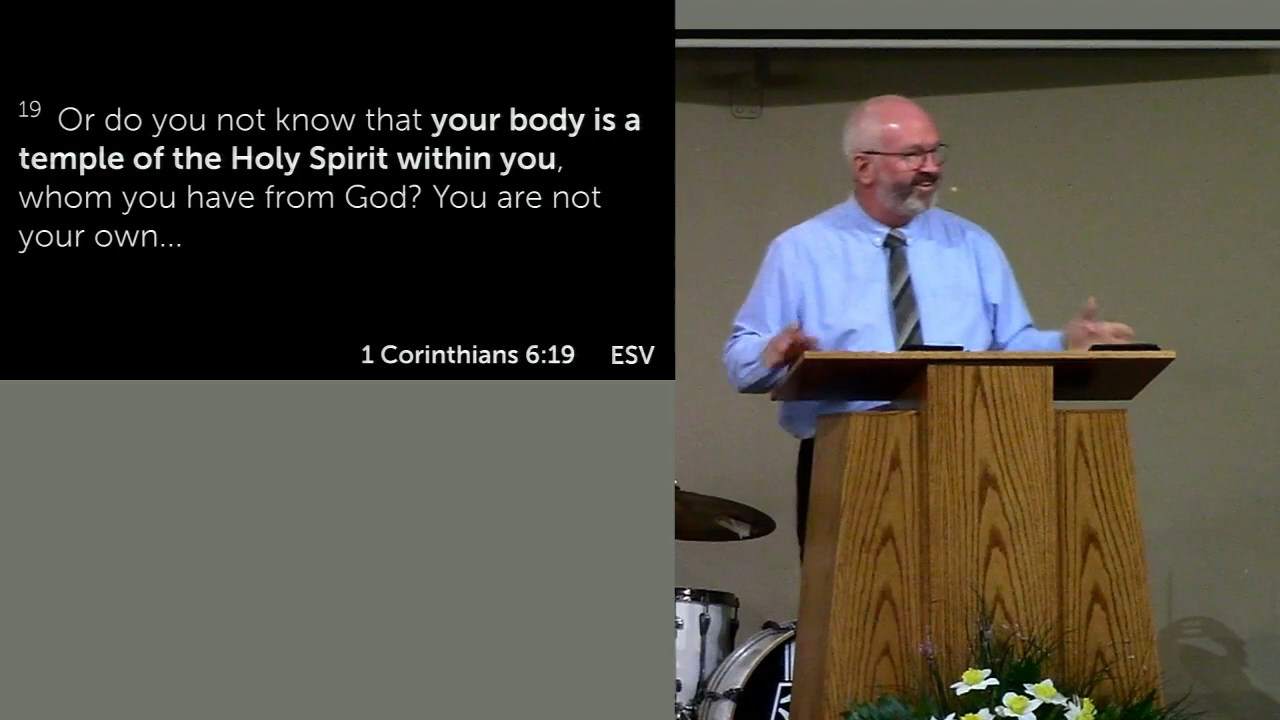 19 Or do you not know that your body is a
temple of the Holy Spirit within you,
whom you have from God? You are not
your own...
1 Corinthians 6:19 ESV